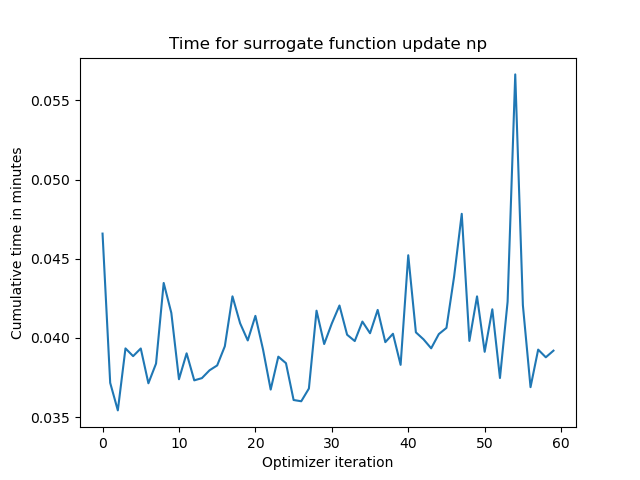 Time for surrogate function update np
Cumulative time in minutes
0.055
0.050
0.045
0.040
0.035
0 10 20 30 40 50 60
Optimizer iteration